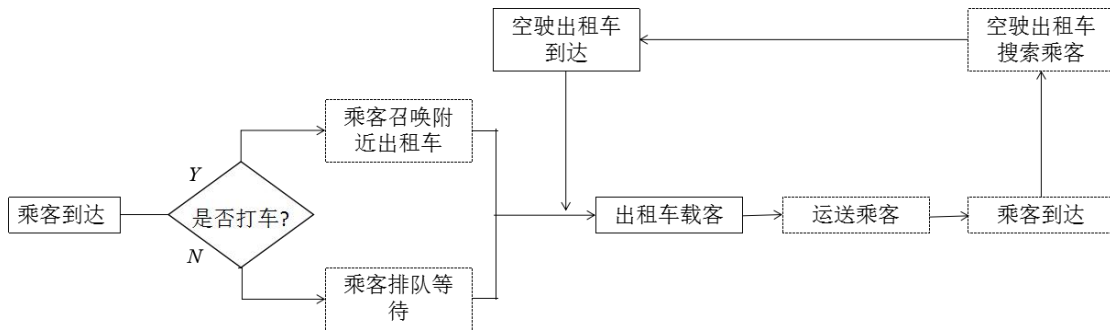 空驶出租车
到达
空驶出租车
搜索乘客
乘客召唤附
近出租车
Y
乘客到达
是否打车?
出租车载客
运送乘客
乘客到达
N
乘客排队等
待